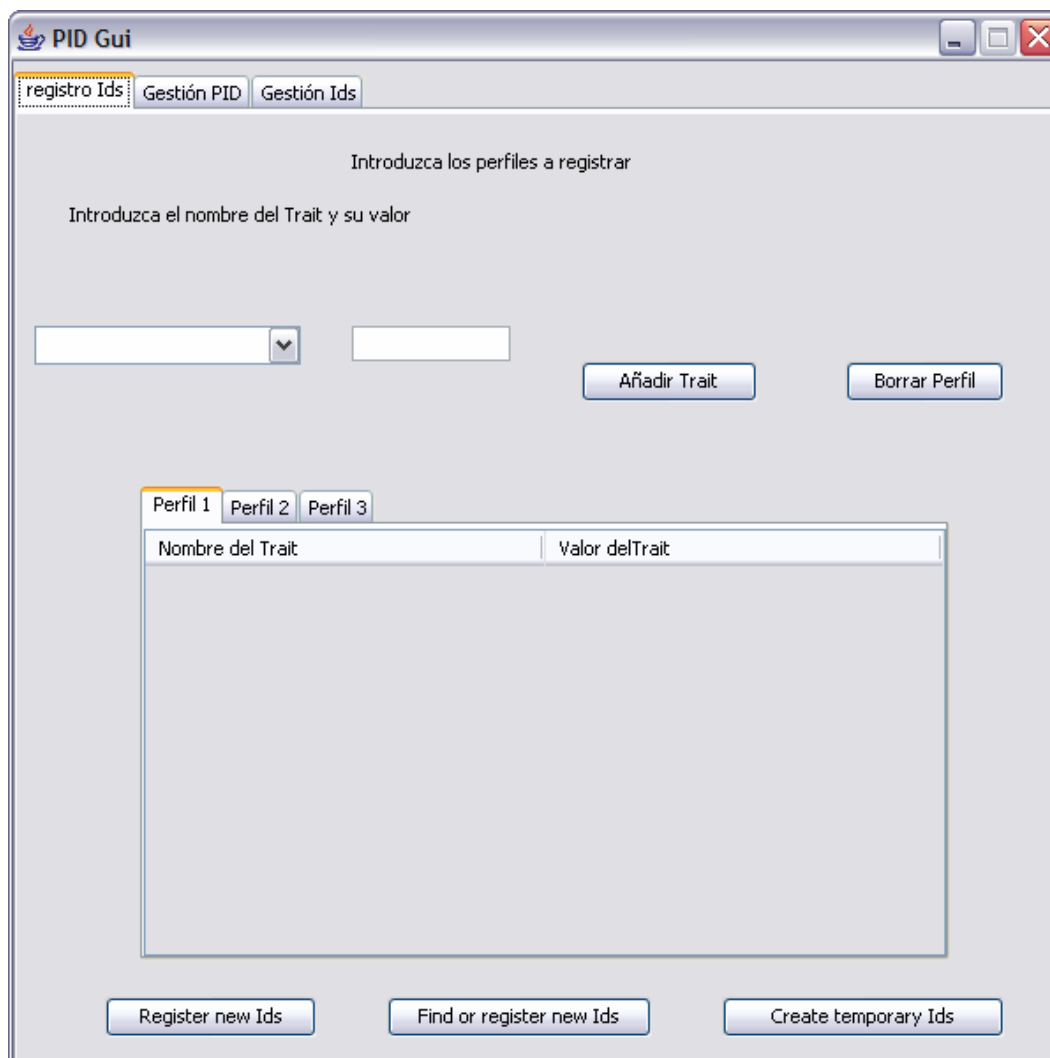 PID Gui
registro Ids Gestión PID Gestión Ids
Introduzca los perfiles a registrar
Introduzca el nombre del Trait y su valor
Añadir Trait Borrar Perfil
Perfil 1 Perfil 2 Perfil 3
Nombre del Trait Valor delTrait
Register new Ids Find or register new Ids Create temporary Ids